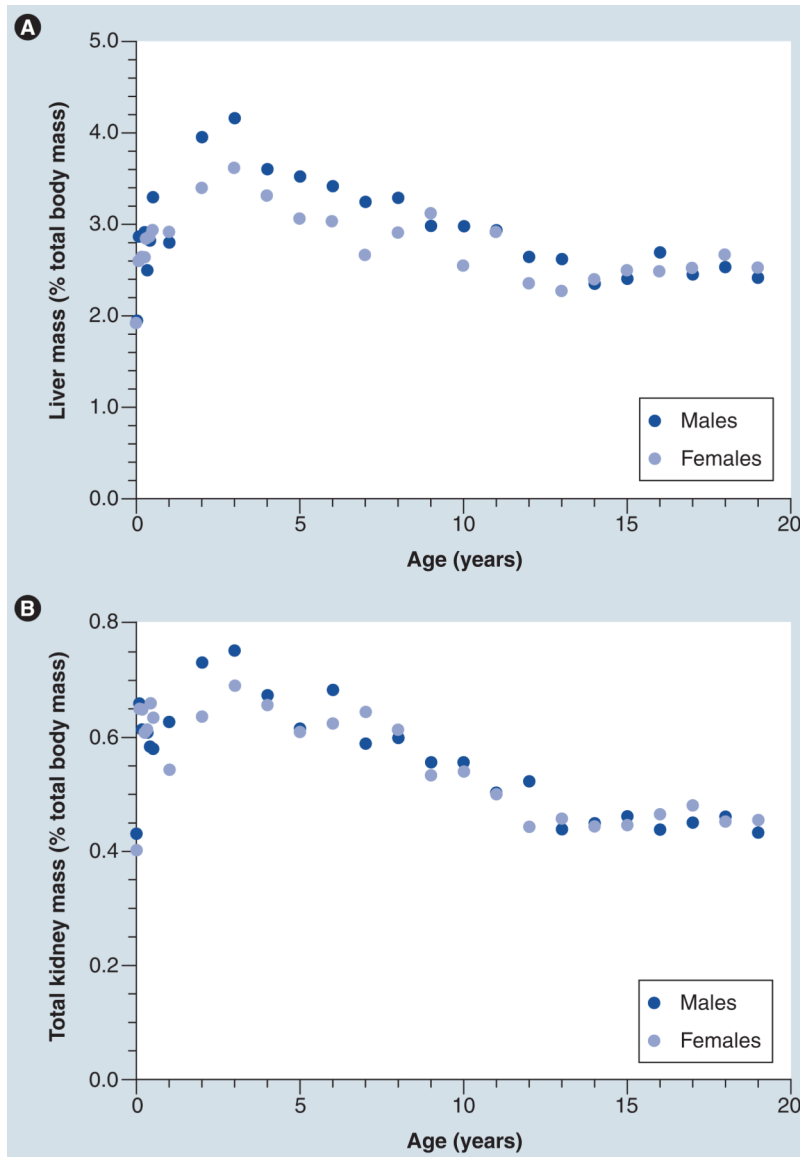 A
Liver mass (% total body mass)
5.0
4.0
3.0
2.0
1.0
0.0
0 5 10 15 20
Age (years)
Males
Females
B
Total kidney mass (% total body mass)
0.8
0.6
0.4
0.2
0.0
0 5 10 15 20
Age (years)
Males
Females